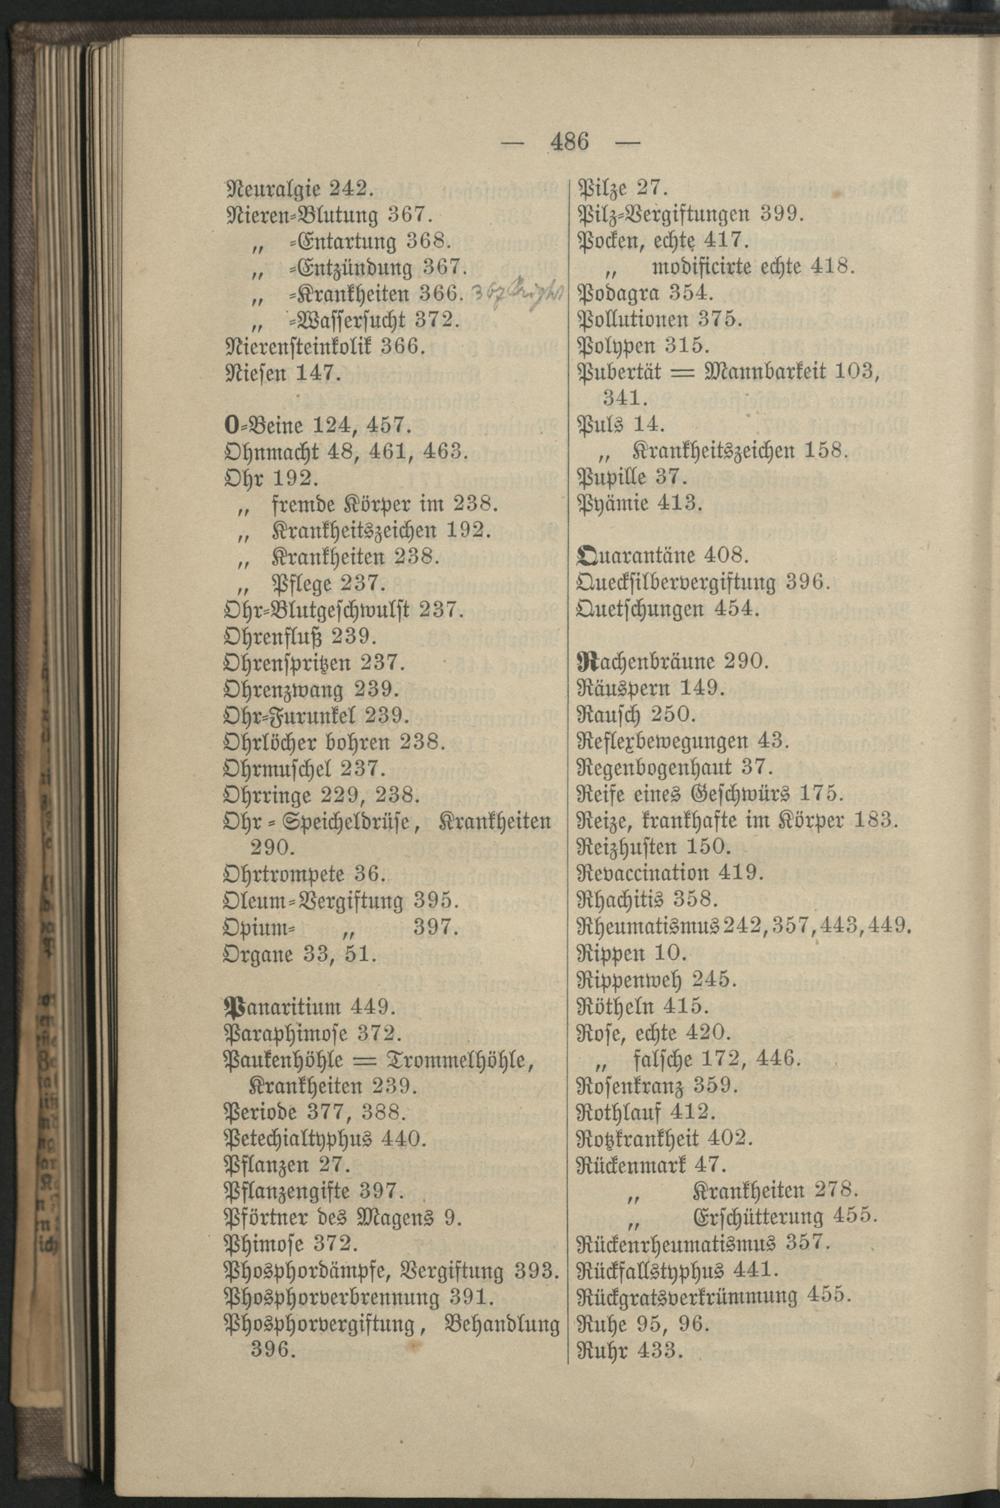 — 486 —
Neuralgie 242.
Nieren-Blutung 367.
„ -Entartung 368.
„ -Entzündung 367.
„ -Krankheiten 366. 367 Bright
„ -Wassersucht 372.
Nierensteinkolik 366.
Niesen 147.
O-Beine 124, 457.
Ohnmacht 48, 461, 463.
Ohr 192.
„ fremde Körper im 238.
„ Krankheitszeichen 192.
„ Krankheiten 238.
„ Pflege 237.
Ohr-Blutgeschwulst 237.
Ohrenfluß 239.
Ohrenspritzen 237.
Ohrenzwang 239.
Ohr-Furunkel 239.
Ohrlöcher bohren 238.
Ohrmuschel 237.
Ohrringe 229, 238.
Ohr-Speicheldrüse, Krankheiten
290.
Ohrtrompete 36.
Oleum-Vergiftung 395.
Opium- „ 397.
Organe 33, 51.
Panaritium 449.
Paraphimose 372.
Paukenhöhle = Trommelhöhle,
Krankheiten 239.
Periode 377, 388.
Petechialtyphus 440.
Pflanzen 27.
Pflanzengifte 397.
Pförtner des Magens 9.
Phimose 372.
Phosphordämpfe, Vergiftung 393.
Phosphorverbrennung 391.
Phosphorvergiftung, Behandlung
396.
Pilze 27.
Pilz-Vergiftungen 399.
Pocken, echte 417.
„ modificirte echte 418.
Podagra 354.
Pollutionen 375.
Polypen 315.
Pubertät = Mannbarkeit 103,
341.
Puls 14.
„ Krankheitszeichen 158.
Pupille 37.
Pyämie 413.
Quarantäne 408.
Quecksilbervergiftung 396.
Quetschungen 454.
Rachenbräune 290.
Räuspern 149.
Rausch 250.
Reflexbewegungen 43.
Regenbogenhaut 37.
Reife eines Geschwürs 175.
Reize, krankhafte im Körper 183.
Reizhusten 150.
Revaccination 419.
Rhachitis 358.
Rheumatismus 242, 357, 443, 449.
Rippen 10.
Rippenweh 245.
Rötheln 415.
Rose, echte 420.
„ falsche 172, 446.
Rosenkranz 359.
Rothlauf 412.
Rotzkrankheit 402.
Rückenmark 47.
„ Krankheiten 278.
„ Erschütterung 455.
Rückenrheumatismus 357.
Rückfallstyphus 441.
Rückgratsverkrümmung 455.
Ruhe 95, 96.
Ruhr 433.